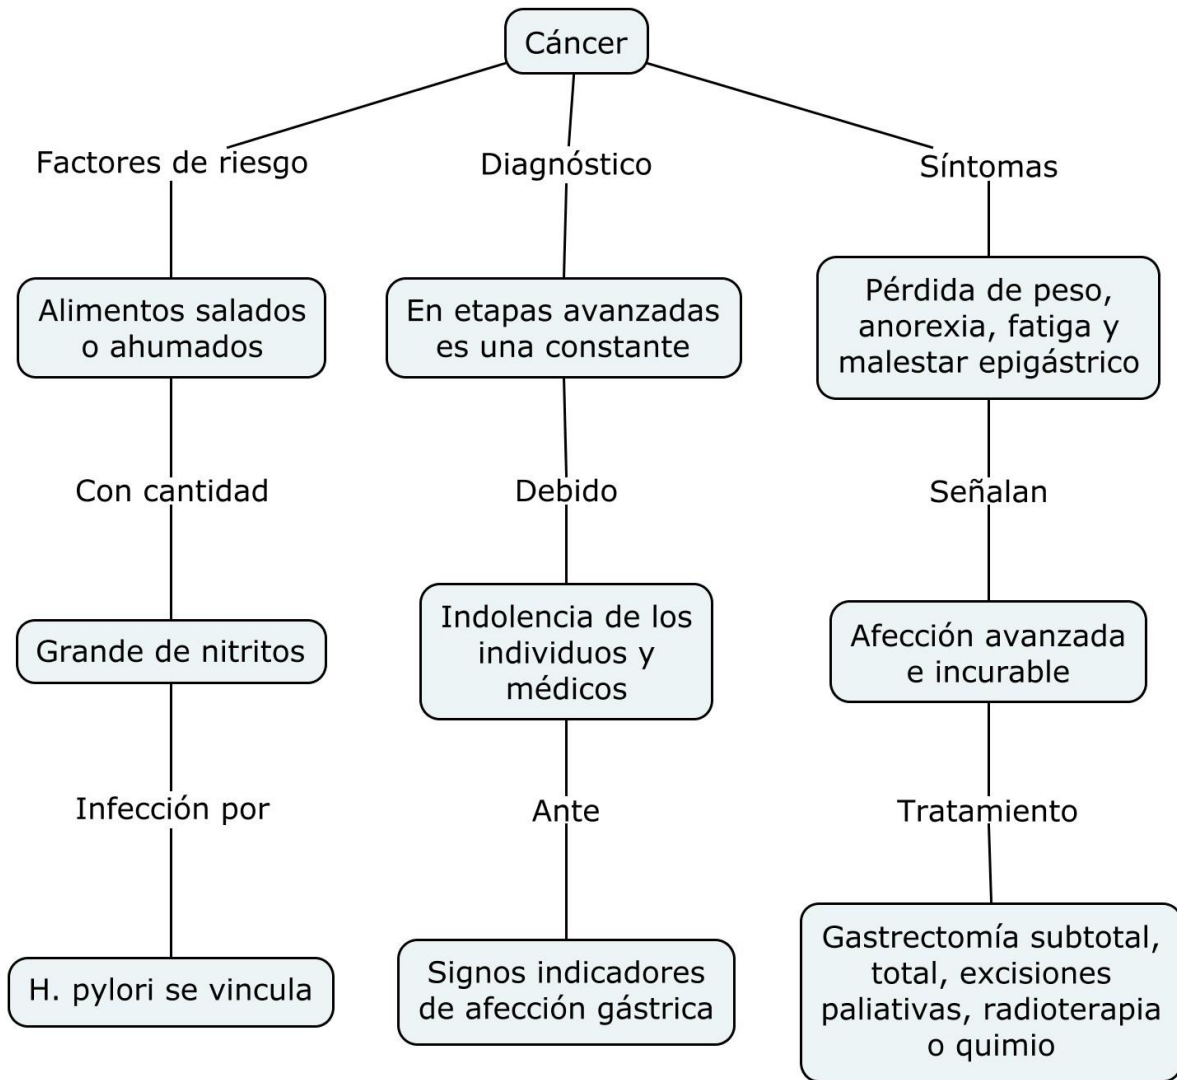 Cáncer
Factores de riesgo
Alimentos salados
o ahumados
Con cantidad
Grande de nitritos
Infección por
H. pylori se vincula
Diagnóstico
En etapas avanzadas
es una constante
Debido
Indolencia de los
individuos y
médicos
Ante
Signos indicadores
de afección gástrica
Síntomas
Pérdida de peso,
anorexia, fatiga y
malestar epigástrico
Señalan
Afección avanzada
e incurable
Tratamiento
Gastrectomía subtotal,
total, excisiones
paliativas, radioterapia
o quimio